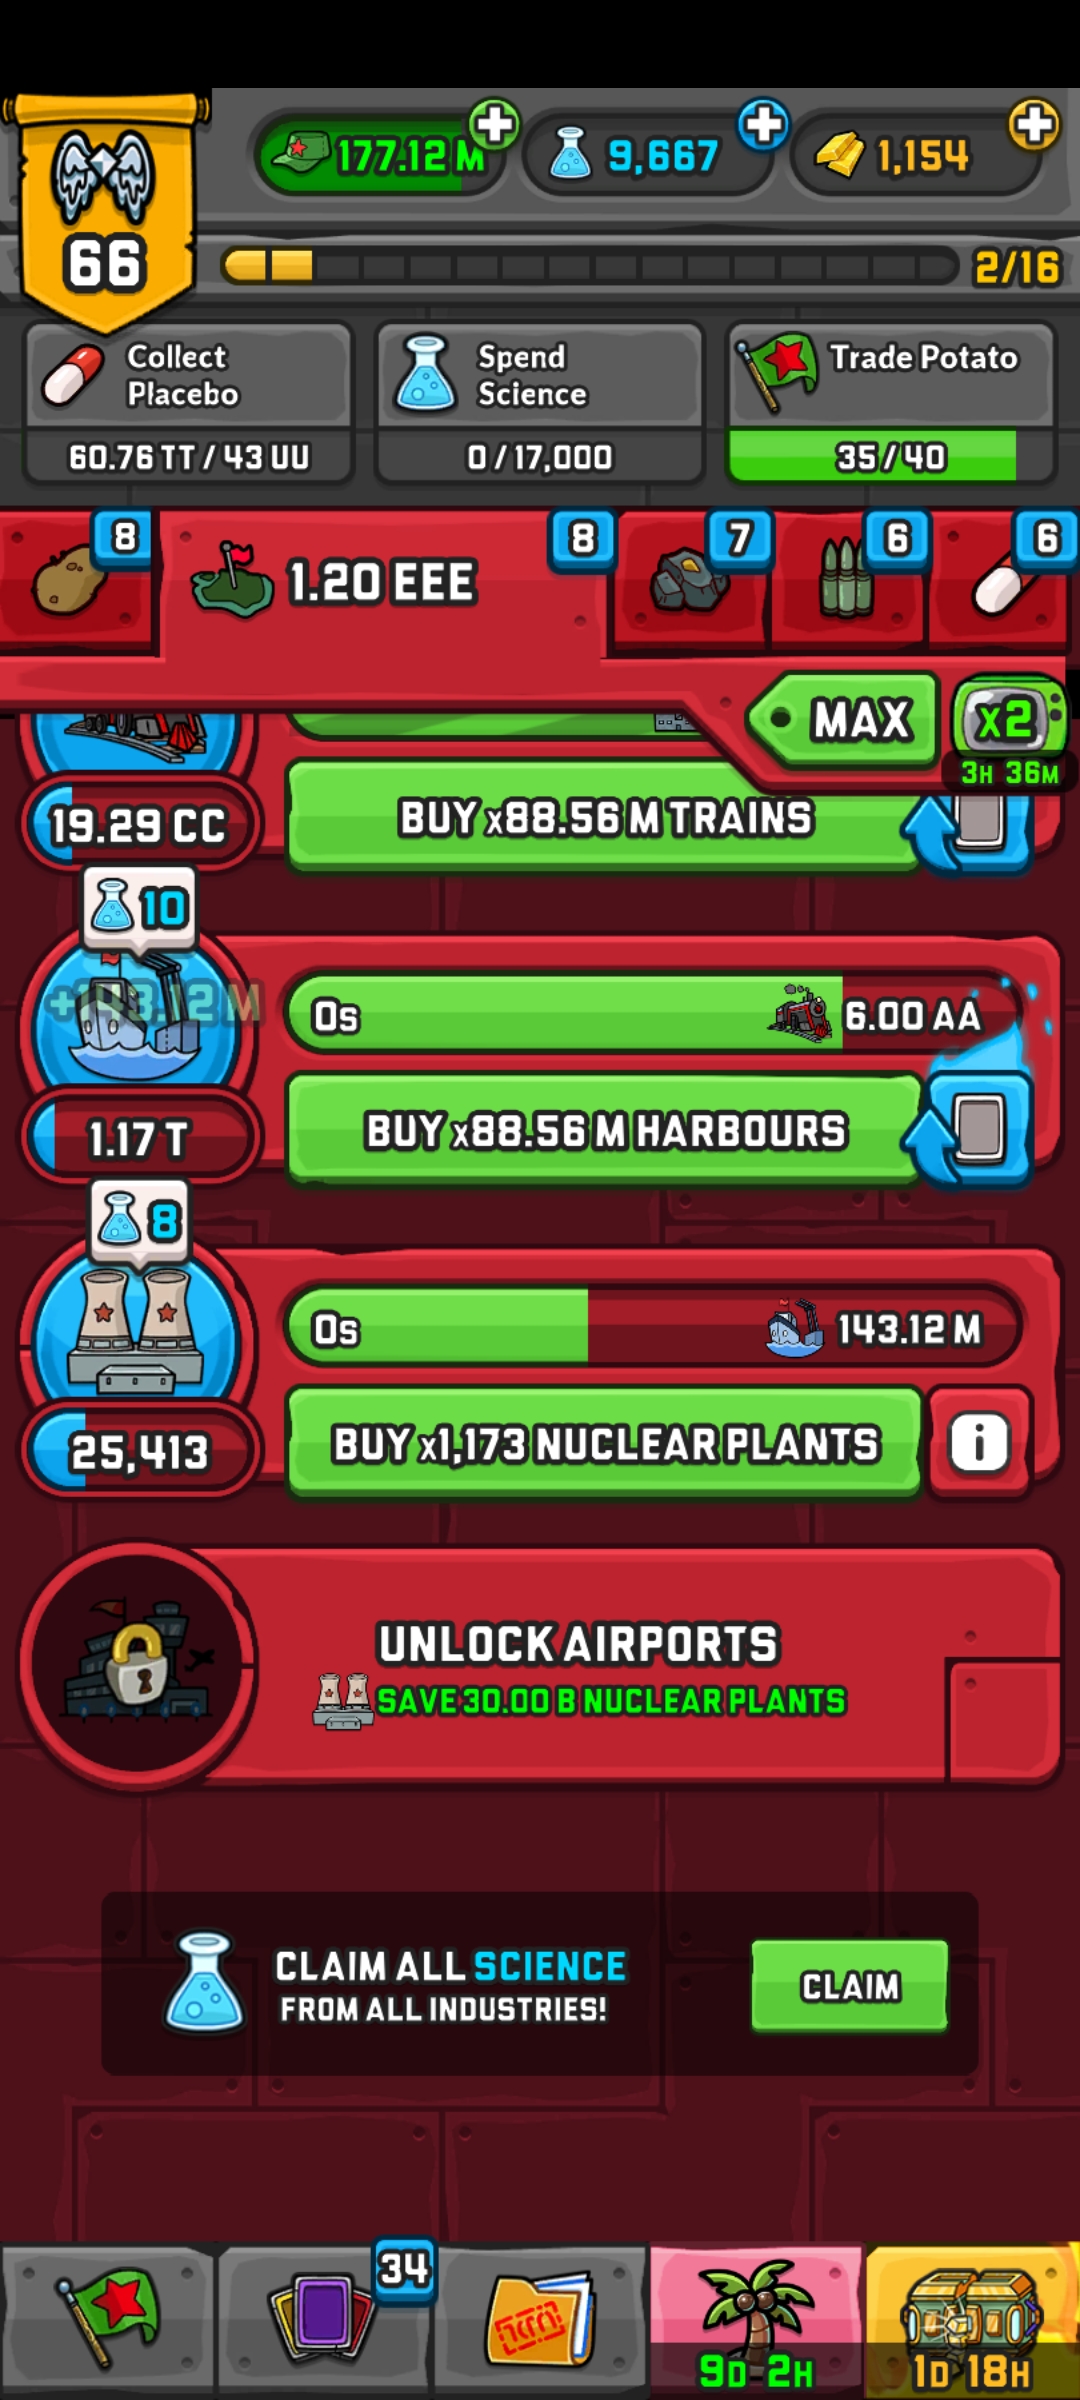 177.12 M
9,667
1,154
66
2/16
Collect
Placebo
Spend
Science
Trade Potato
60.76 TT / 43 UU
0 / 17,000
35 / 40
8
1.20 EEE
8
7
6
6
MAX
x2
3H 36M
19.29 CC
BUY x88.56 M TRAINS
10
+143.12 M
0s
6.00 AA
1.17 T
BUY x88.56 M HARBOURS
8
0s
143.12 M
25,413
BUY x1,173 NUCLEAR PLANTS
i
UNLOCK AIRPORTS
SAVE 30.00 B NUCLEAR PLANTS
CLAIM ALL SCIENCE
FROM ALL INDUSTRIES!
CLAIM
34
9D 2H
1D 18H